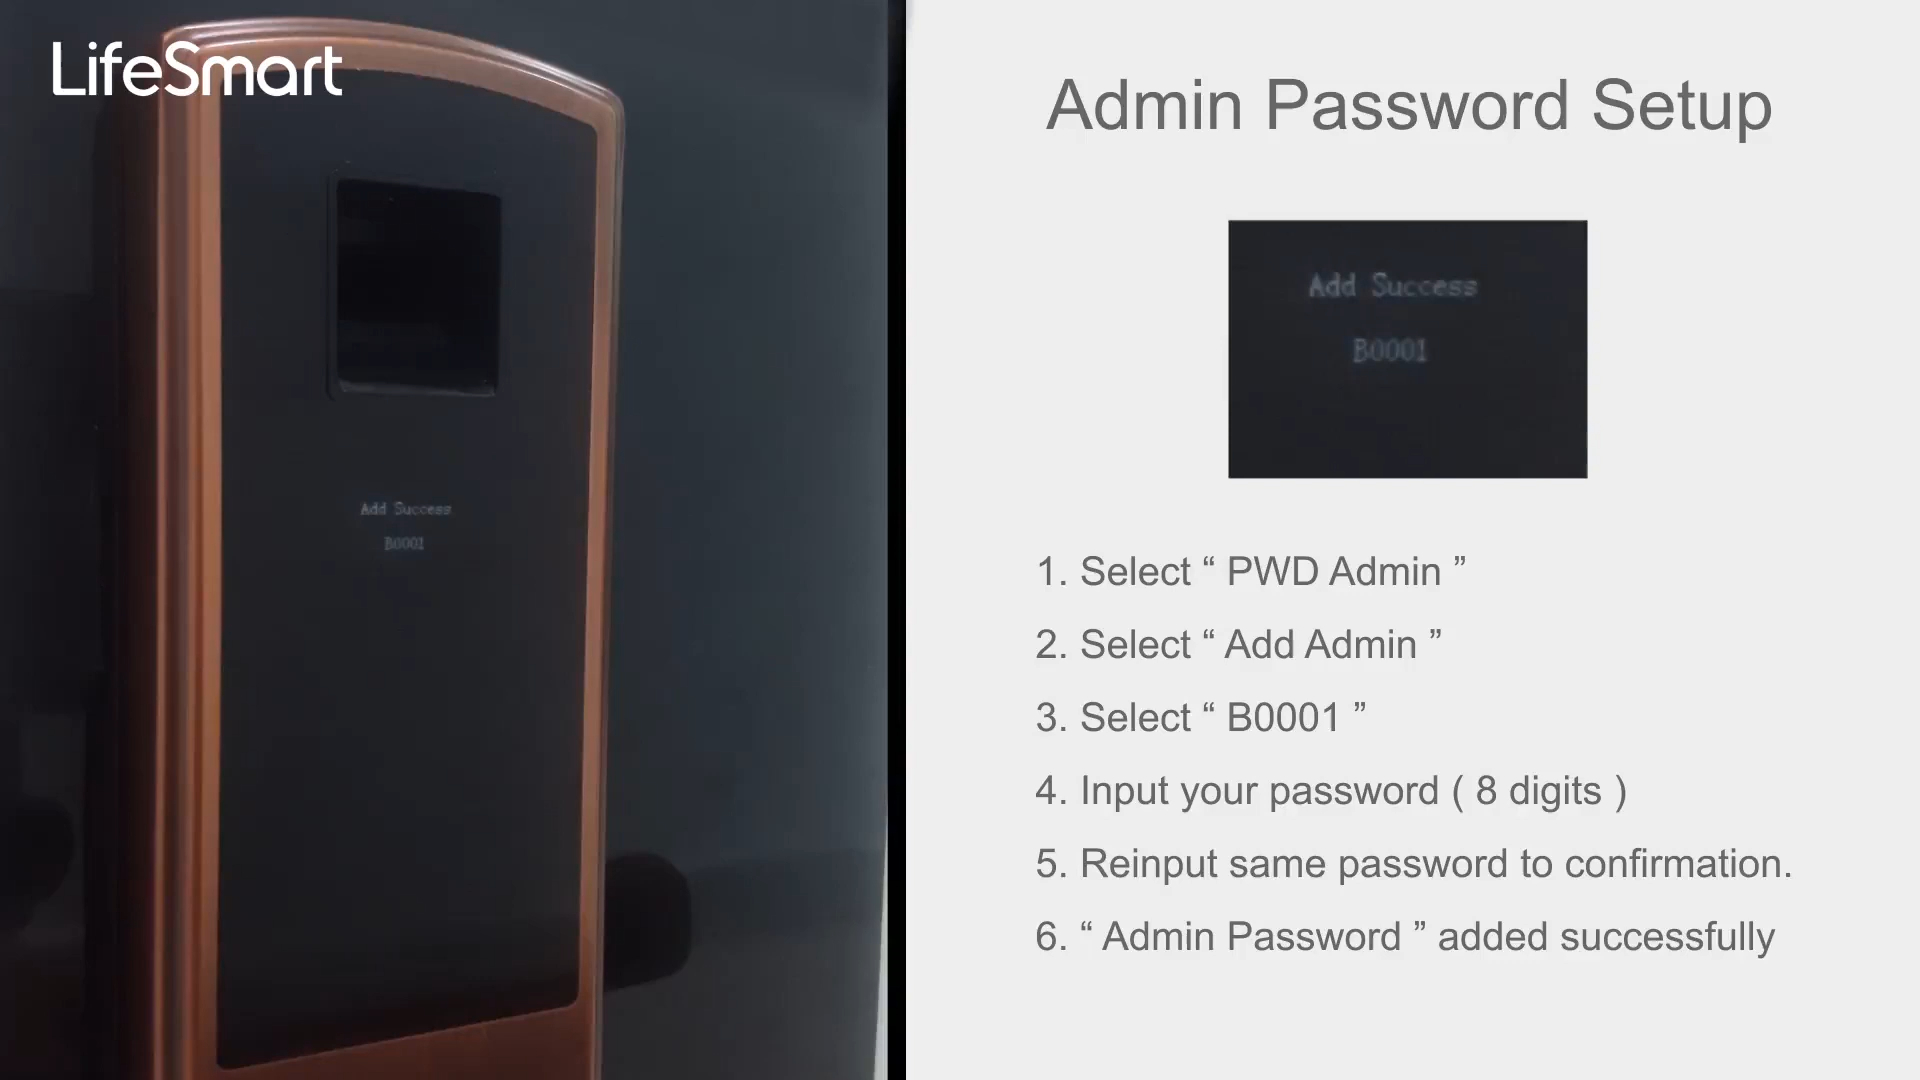 LifeSmart
Add Success
B0001
Admin Password Setup
Add Success
B0001
1. Select “ PWD Admin ”
2. Select “ Add Admin ”
3. Select “ B0001 ”
4. Input your password ( 8 digits )
5. Reinput same password to confirmation.
6. “ Admin Password ” added successfully